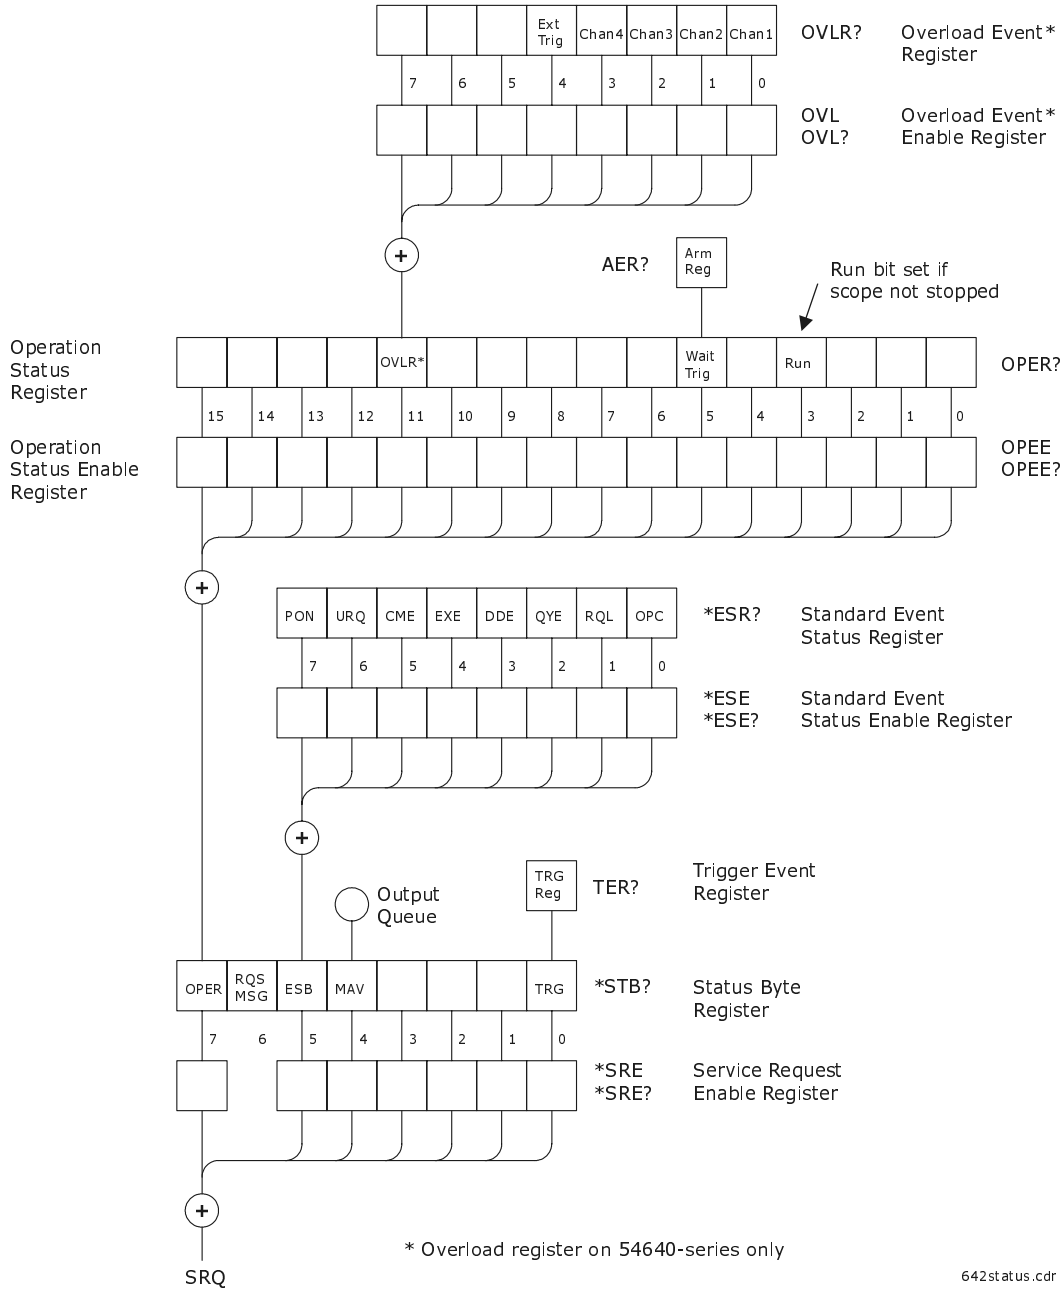 Ext
Trig
Chan4 Chan3 Chan2 Chan1
OVLR? Overload Event*
Register
7 6 5 4 3 2 1 0
OVL Overload Event*
OVL? Enable Register
+
AER?
Arm
Reg
Run bit set if
scope not stopped
Operation
Status
Register
OVLR*
Wait
Trig
Run
OPER?
15 14 13 12 11 10 9 8 7 6 5 4 3 2 1 0
Operation
Status Enable
Register
OPEE
OPEE?
+
PON URQ CME EXE DDE QYE RQL OPC
*ESR? Standard Event
Status Register
7 6 5 4 3 2 1 0
*ESE Standard Event
*ESE? Status Enable Register
+
Output
Queue
TRG
Reg
TER?
Trigger Event
Register
OPER
RQS
MSG
ESB MAV TRG
*STB? Status Byte
Register
7 6 5 4 3 2 1 0
*SRE Service Request
*SRE? Enable Register
+
SRQ
* Overload register on 54640-series only
642status.cdr